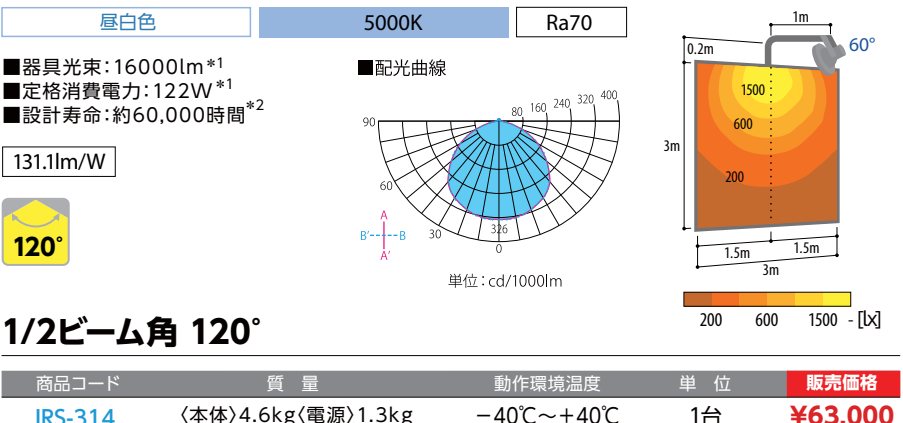 昼白色 5000K Ra70
■器具光束：16000lm*1
■定格消費電力：122W*1
■設計寿命：約60,000時間*2
131.1lm/W
120°
■配光曲線
90 80 160 240 320 400
60
30
326
0
A
B' B
A'
単位：cd/1000lm
1m
60°
0.2m
1500
600
200
3m
1.5m 1.5m
3m
200 600 1500 - [lx]
1/2ビーム角 120°
商品コード 質 量 動作環境温度 単 位 販売価格
IRS-314 〈本体〉4.6kg〈電源〉1.3kg －40℃～＋40℃ 1台 ¥63,000